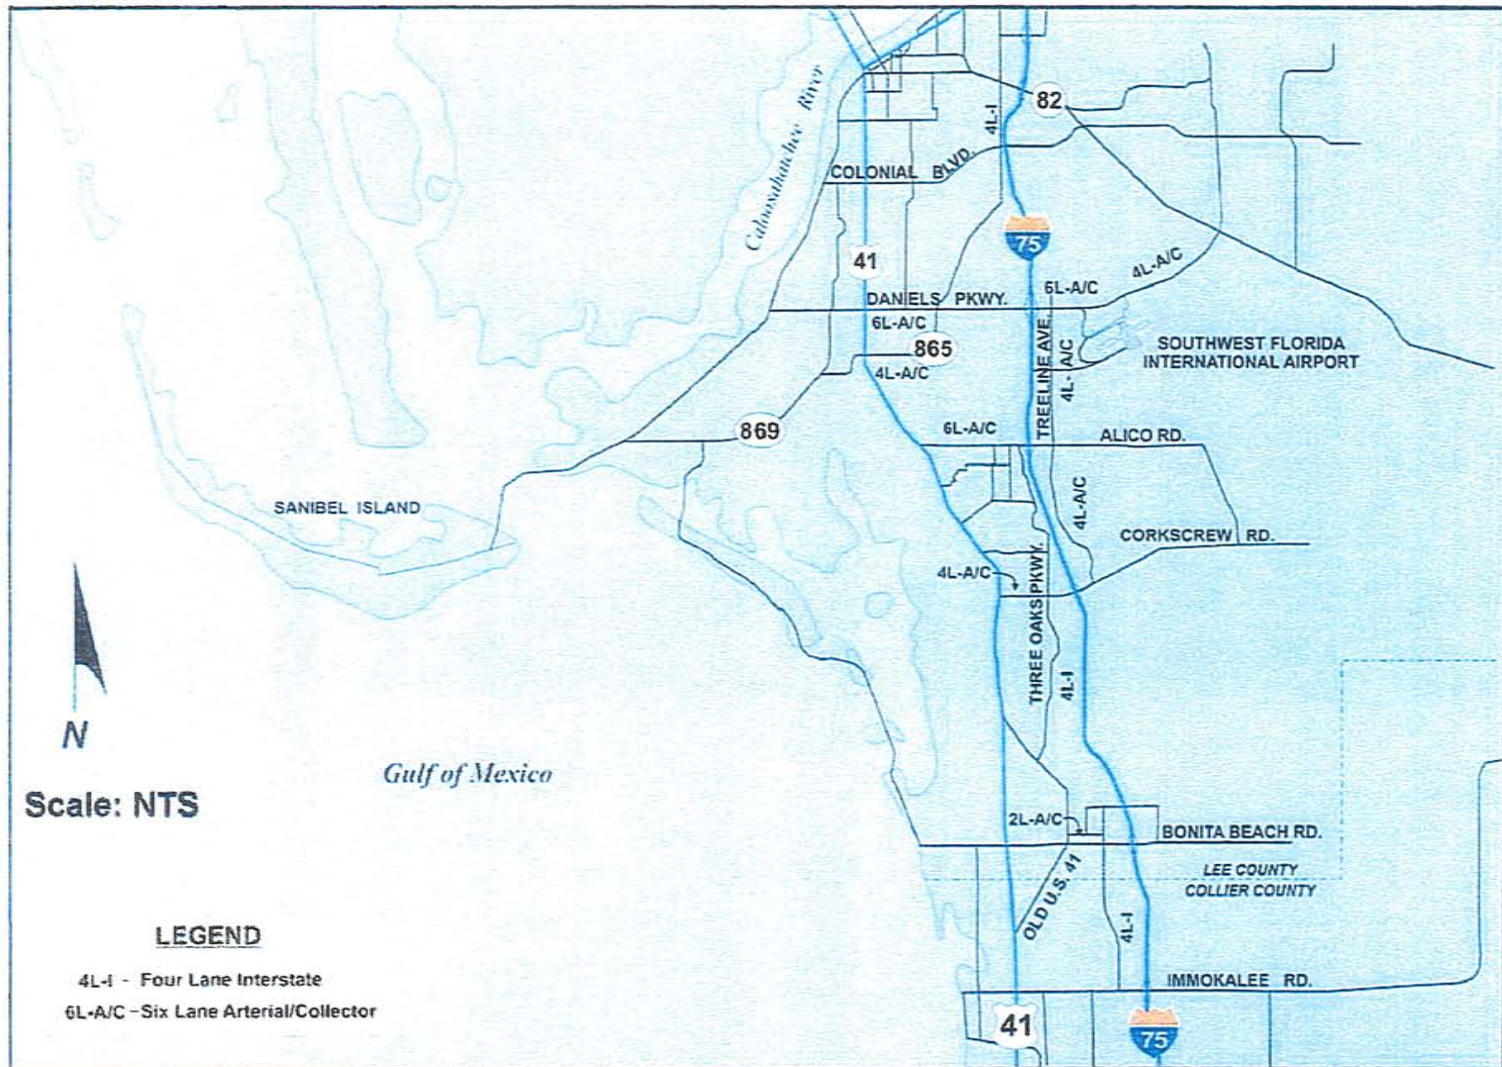 Caloosahatchee River
82
4L-I
COLONIAL BLVD.
75
41
4L-A/C
6L-A/C
DANIELS PKWY.
6L-A/C
865
SOUTHWEST FLORIDA
INTERNATIONAL AIRPORT
4L-A/C
TREELINE AVE.
4L- A/C
869
6L-A/C
ALICO RD.
SANIBEL ISLAND
4L-A/C
CORKSCREW RD.
4L-A/C
THREE OAKS PKWY.
4L-I
N
Gulf of Mexico
Scale: NTS
2L-A/C
BONITA BEACH RD.
OLD U.S. 41
LEE COUNTY
COLLIER COUNTY
4L-I
LEGEND
4L-I - Four Lane Interstate
6L-A/C - Six Lane Arterial/Collector
IMMOKALEE RD.
41
75